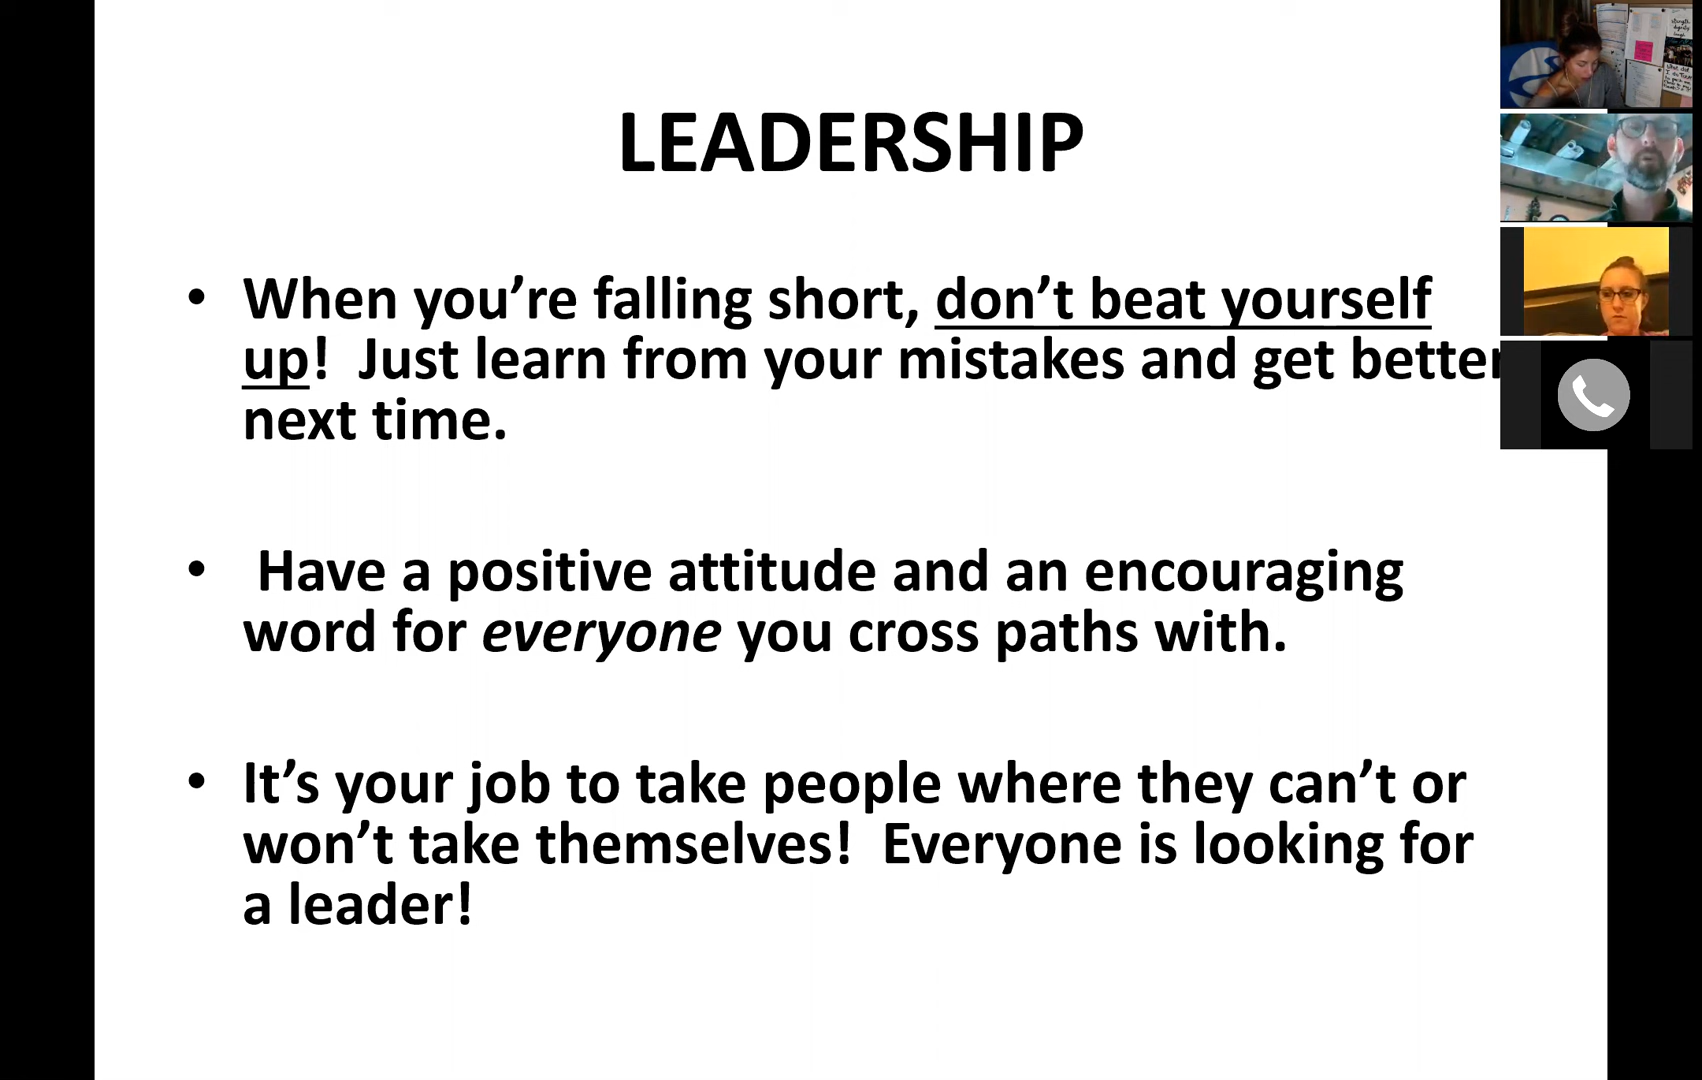 LEADERSHIP
• When you’re falling short, don’t beat yourself
up!  Just learn from your mistakes and get better
next time.
•  Have a positive attitude and an encouraging
word for everyone you cross paths with.
• It’s your job to take people where they can’t or
won’t take themselves!  Everyone is looking for
a leader!